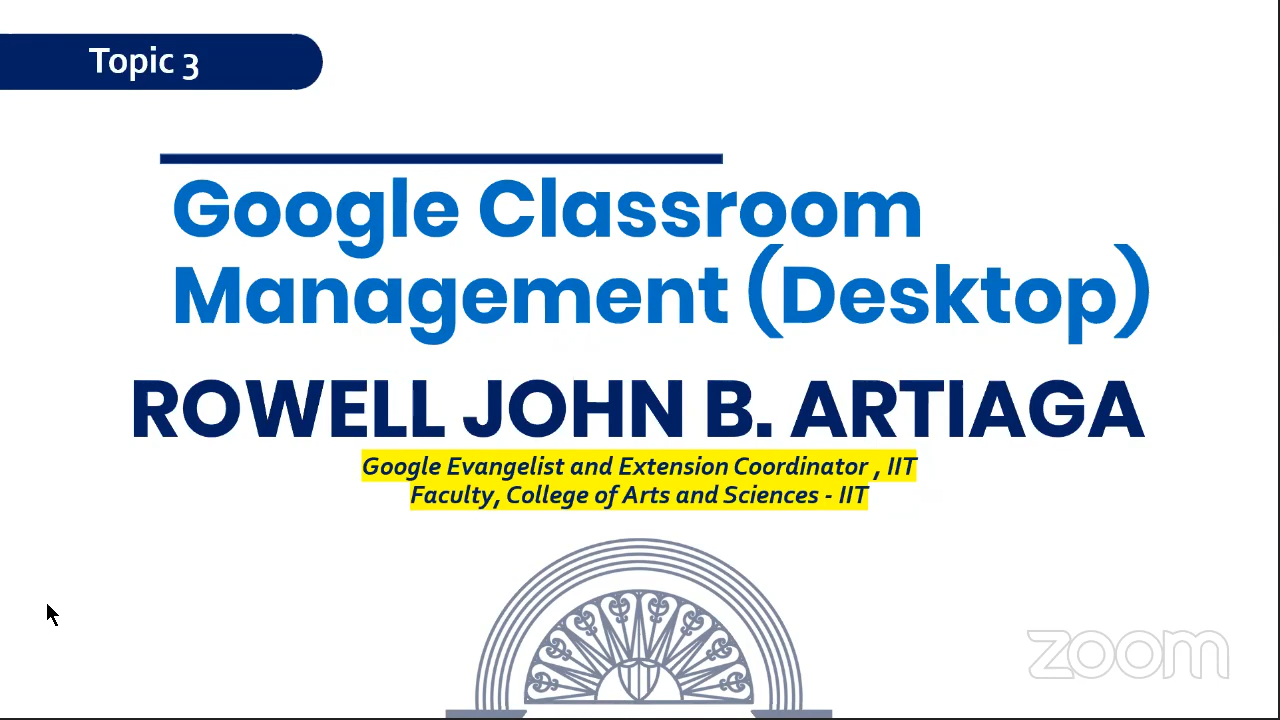 Topic 3
Google Classroom
Management (Desktop)
ROWELL JOHN B. ARTIAGA
Google Evangelist and Extension Coordinator , IIT
Faculty, College of Arts and Sciences - IIT
zoom